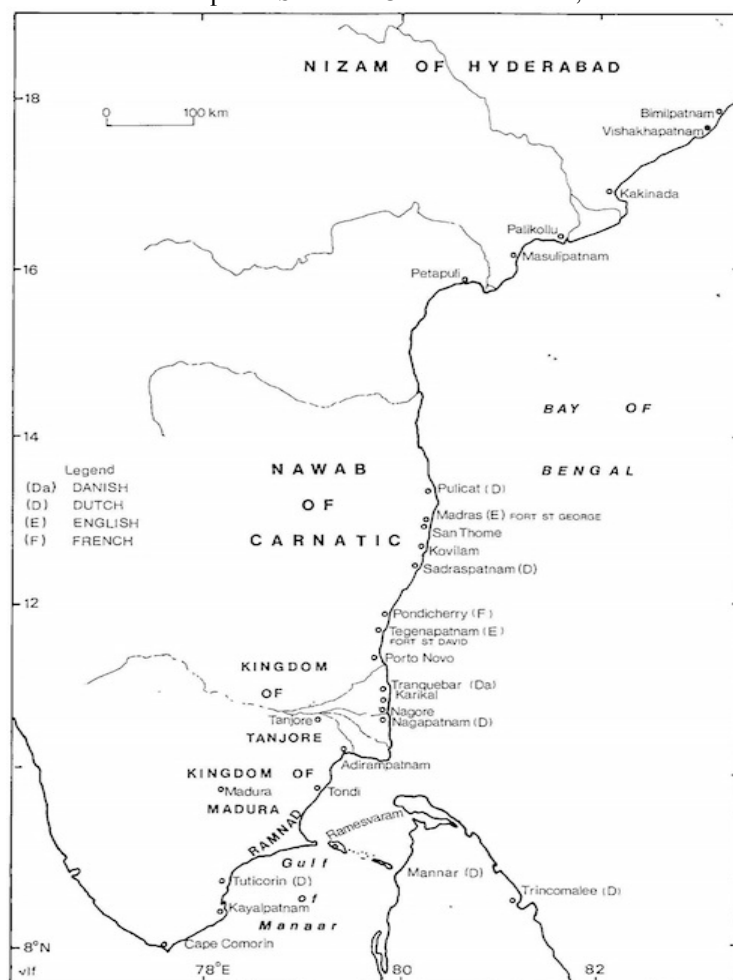 NIZAM OF HYDERABAD
18
0 100 km
Bimilpatnam
Vishakhapatnam
Kakinada
Palikollu
Masulipatnam
16
Petapuli
14
BAY OF
BENGAL
Legend
(Da) DANISH
(D) DUTCH
(E) ENGLISH
(F) FRENCH
NAWAB
OF
CARNATIC
Pulicat (D)
Madras (E) FORT ST GEORGE
San Thome
Kovilam
Sadraspatnam (D)
12
Pondicherry (F)
Tegenapatnam (E)
FORT ST DAVID
Porto Novo
KINGDOM
OF
TANJORE
Tranquebar (Da)
Karikal
Nagore
Nagapatnam (D)
Tanjore
Adirampatnam
KINGDOM OF
MADURA
Madura
Tondi
RAMNAD
Ramesvaram
Gulf
of
Manaar
Mannar (D)
Trincomalee (D)
Tuticorin (D)
Kayalpatnam
Cape Comorin
8°N
vlf
78°E
80
82